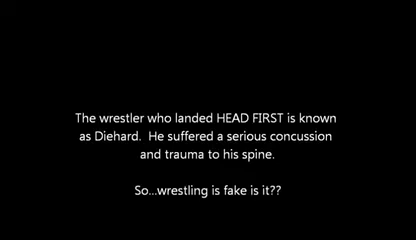 The wrestler who landed HEAD FIRST is known
as Diehard.  He suffered a serious concussion
and trauma to his spine.
So...wrestling is fake is it??